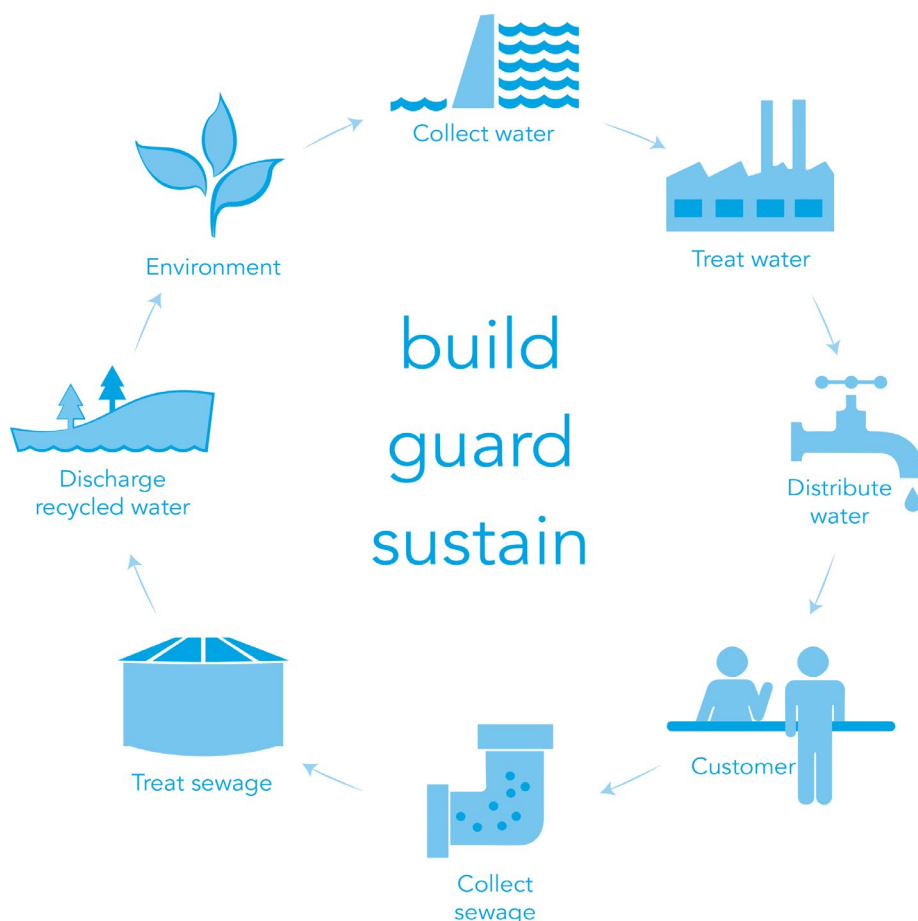 Collect water
Treat water
Distribute
water
Customer
Collect
sewage
Treat sewage
Discharge
recycled water
Environment
build
guard
sustain